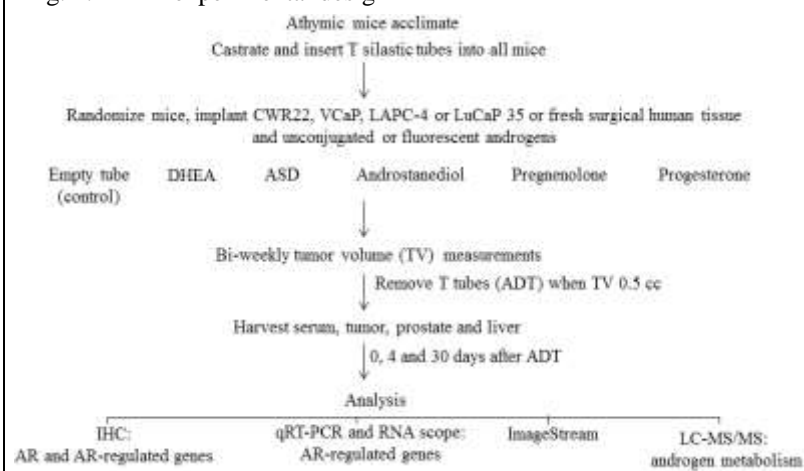 Athymic mice acclimate
Castrate and insert T silastic tubes into all mice
Randomize mice, implant CWR22, VCaP, LAPC-4 or LuCaP 35 or fresh surgical human tissue
and unconjugated or fluorescent androgens
Empty tube
(control)
DHEA
ASD
Androstanediol
Pregnenolone
Progesterone
Bi-weekly tumor volume (TV) measurements
Remove T tubes (ADT) when TV 0.5 cc
Harvest serum, tumor, prostate and liver
0, 4 and 30 days after ADT
Analysis
IHC:
AR and AR-regulated genes
qRT-PCR and RNA scope:
AR-regulated genes
ImageStream
LC-MS/MS:
androgen metabolism